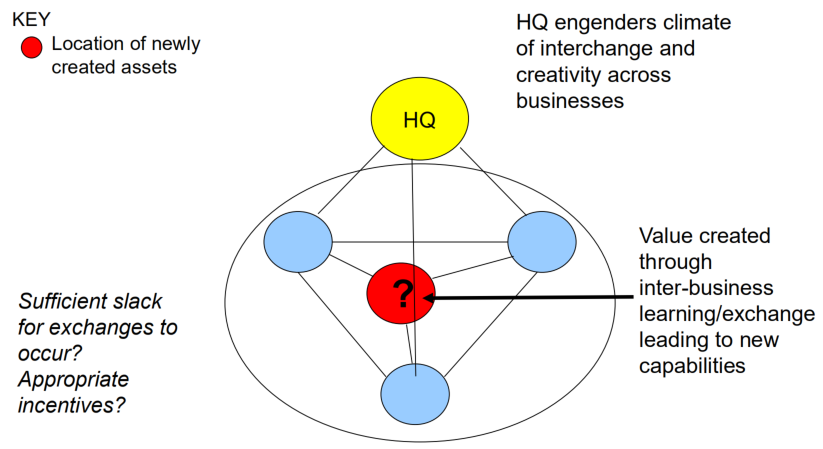 KEY
Location of newly
created assets
HQ engenders climate
of interchange and
creativity across
businesses
HQ
?
Value created
through
inter-business
learning/exchange
leading to new
capabilities
Sufficient slack
for exchanges to
occur?
Appropriate
incentives?